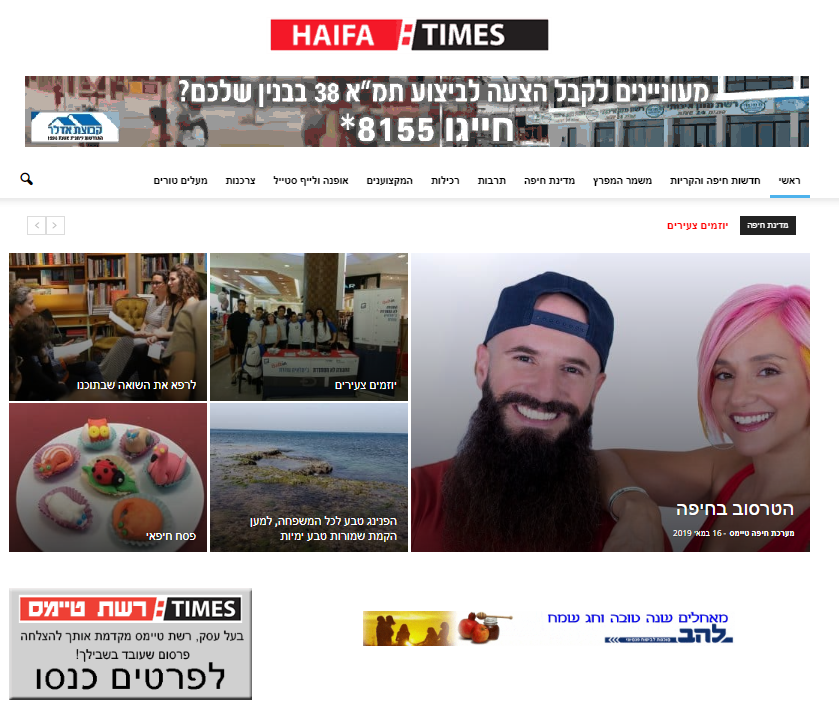 HAIFA TIMES
מעוניינים לקבל הצעה לביצוע תמ"א 38 בבנין שלכם?
חייגו 8155*
קבוצת אדלר
ראשי
חדשות חיפה והקריות
משמר המפרץ
מדינת חיפה
תרבות
רכילות
המקצוענים
אופנה ולייף סטייל
צרכנות
מעלים טורים
מדינת חיפה
יוזמים צעירים
הטרסוב בחיפה
מערכת חיפה טיימס - 16 במאי 2019
יוזמים צעירים
לרפא את השואה שבתוכנו
הפנינג טבע לכל המשפחה, למען
הקמת שמורות טבע ימיות
פסח חיפאי
מאחלים שנה טובה וחג שמח
להב
רשת טיימס TIMES
בעל עסק, רשת טיימס מקדמת אותך להצלחה
פרסום שעובד בשבילך!
לפרטים כנסו